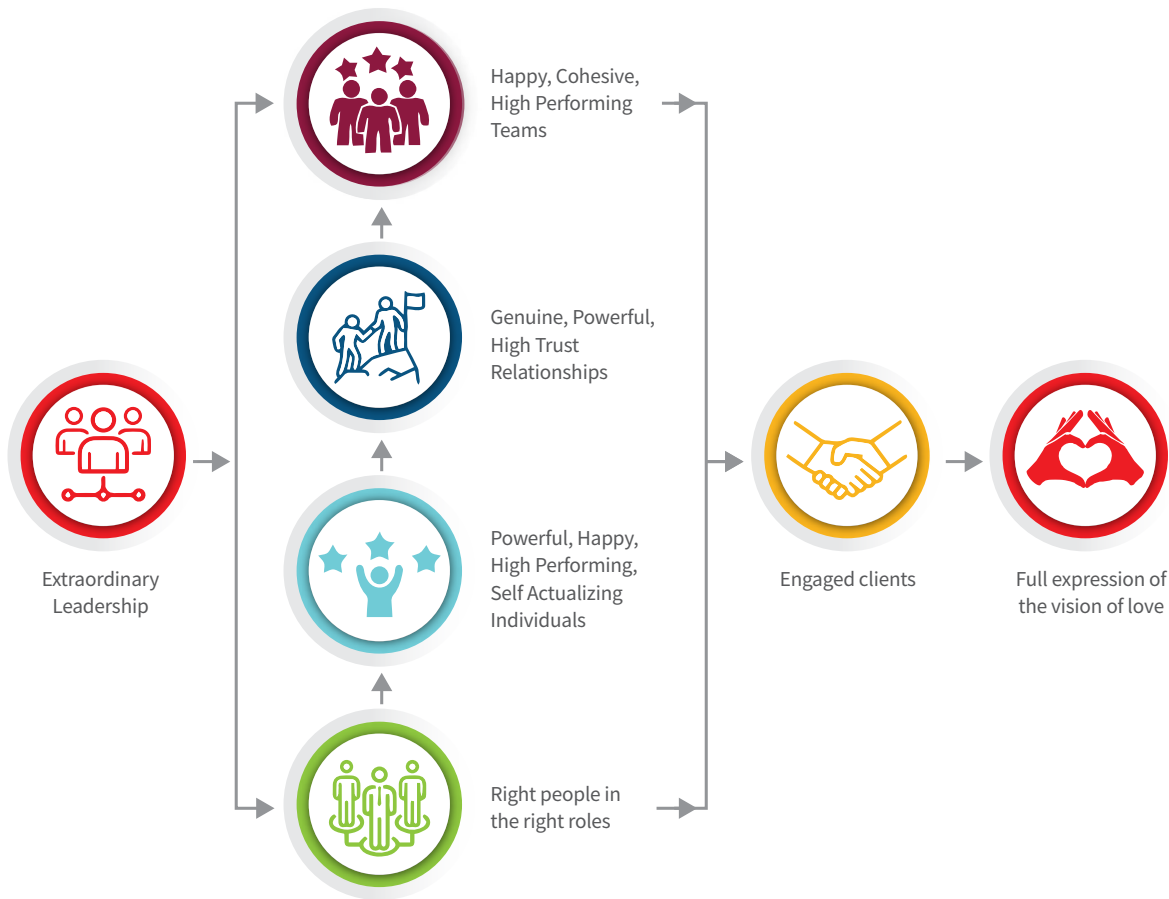 Happy, Cohesive,
High Performing
Teams
Genuine, Powerful,
High Trust
Relationships
Extraordinary
Leadership
Powerful, Happy,
High Performing,
Self Actualizing
Individuals
Engaged clients
Full expression of
the vision of love
Right people in
the right roles